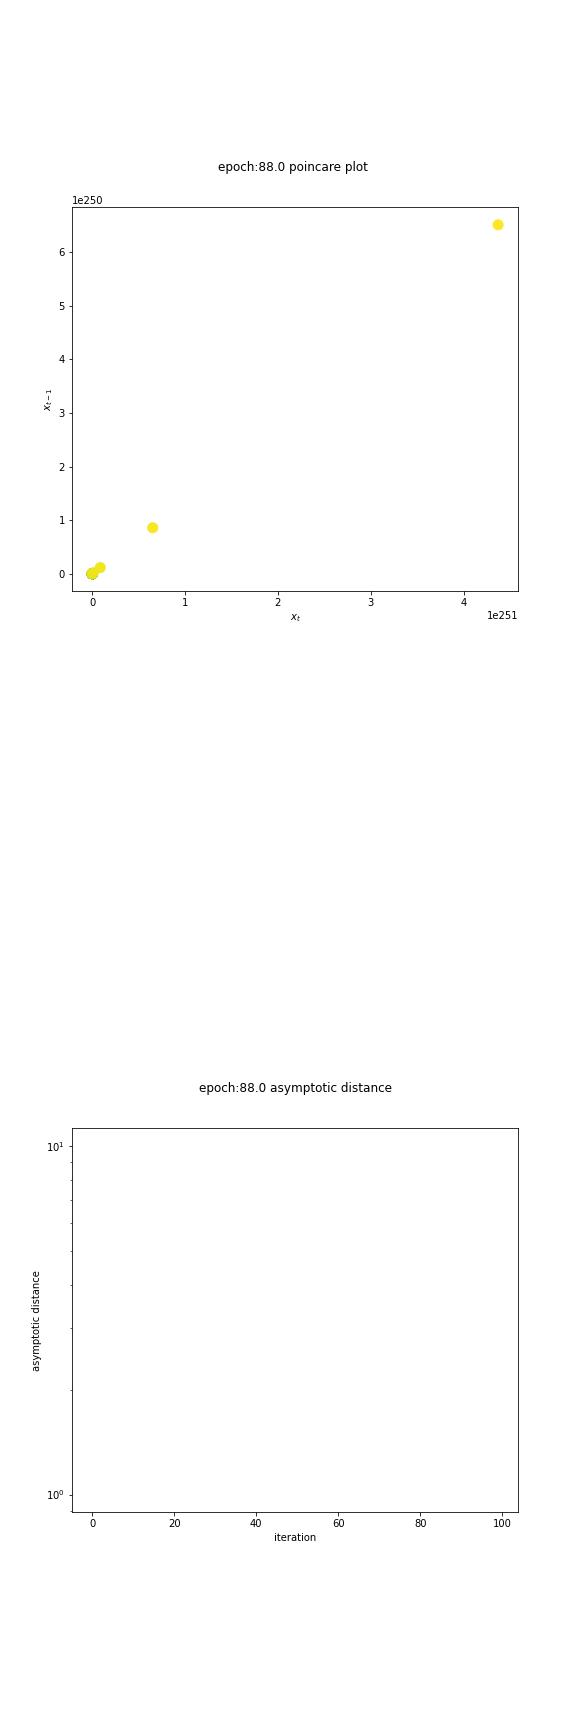 epoch:88.0 poincare plot
1e250
6
5
4
3
2
1
0
x_{t-1}
0 1 2 3 4
1e251
x_t
epoch:88.0 asymptotic distance
10^1
10^0
asymptotic distance
0 20 40 60 80 100
iteration